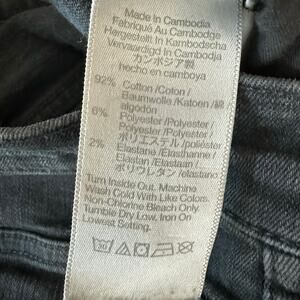 Made in Cambodia
Fabriqué Au Cambodge
Hergestellt In Kambodscha
Vervaardigd In Cambodja
カンボジア製
hecho en camboya
92% Cotton /Coton /
Baumwolle /Katoen /綿 /
algodón
6% Polyester /Polyester /
Polyester /Polyester /
ポリエステル /poliéster
2% Elastane /Élasthanne /
Elastan /Elastaan /
ポリウレタン /elastano
Turn Inside Out. Machine
Wash Cold With Like Colors.
Non-Chlorine Bleach Only.
Tumble Dry Low, Iron On
Lowest Setting.